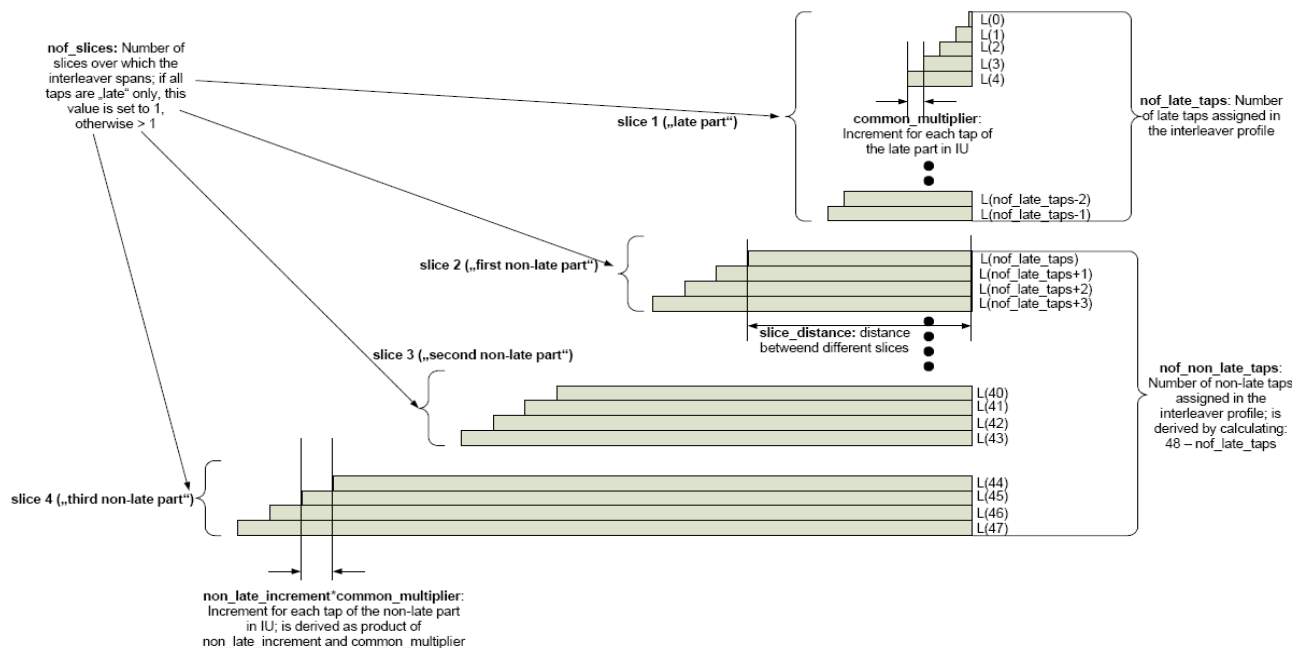 nof_slices: Number of
slices over which the
interleaver spans; if all
taps are „late“ only, this
value is set to 1,
otherwise > 1
L(0)
L(1)
L(2)
L(3)
L(4)
slice 1 („late part“)
common_multiplier:
Increment for each tap of
the late part in IU
nof_late_taps: Number
of late taps assigned in
the interleaver profile
L(nof_late_taps-2)
L(nof_late_taps-1)
slice 2 („first non-late part“)
L(nof_late_taps)
L(nof_late_taps+1)
L(nof_late_taps+2)
L(nof_late_taps+3)
slice_distance: distance
betweend different slices
slice 3 („second non-late part“)
L(40)
L(41)
L(42)
L(43)
nof_non_late_taps:
Number of non-late taps
assigned in the
interleaver profile; is
derived by calculating:
48 – nof_late_taps
slice 4 („third non-late part“)
L(44)
L(45)
L(46)
L(47)
non_late_increment*common_multiplier:
Increment for each tap of the non-late part
in IU; is derived as product of
non_late_increment and common_multiplier